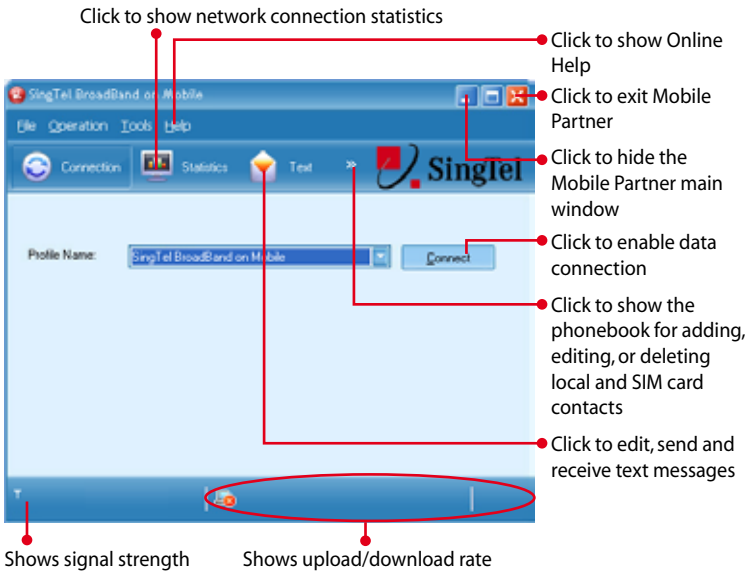 Click to show network connection statistics
Click to show Online
Help
Click to exit Mobile
Partner
Click to hide the
Mobile Partner main
window
Click to enable data
connection
Click to show the
phonebook for adding,
editing, or deleting
local and SIM card
contacts
Click to edit, send and
receive text messages
SingTel BroadBand on Mobile
File Operation Tools Help
Connection Statistics Text » SingTel
Profile Name: SingTel BroadBand on Mobile Connect
Shows signal strength
Shows upload/download rate